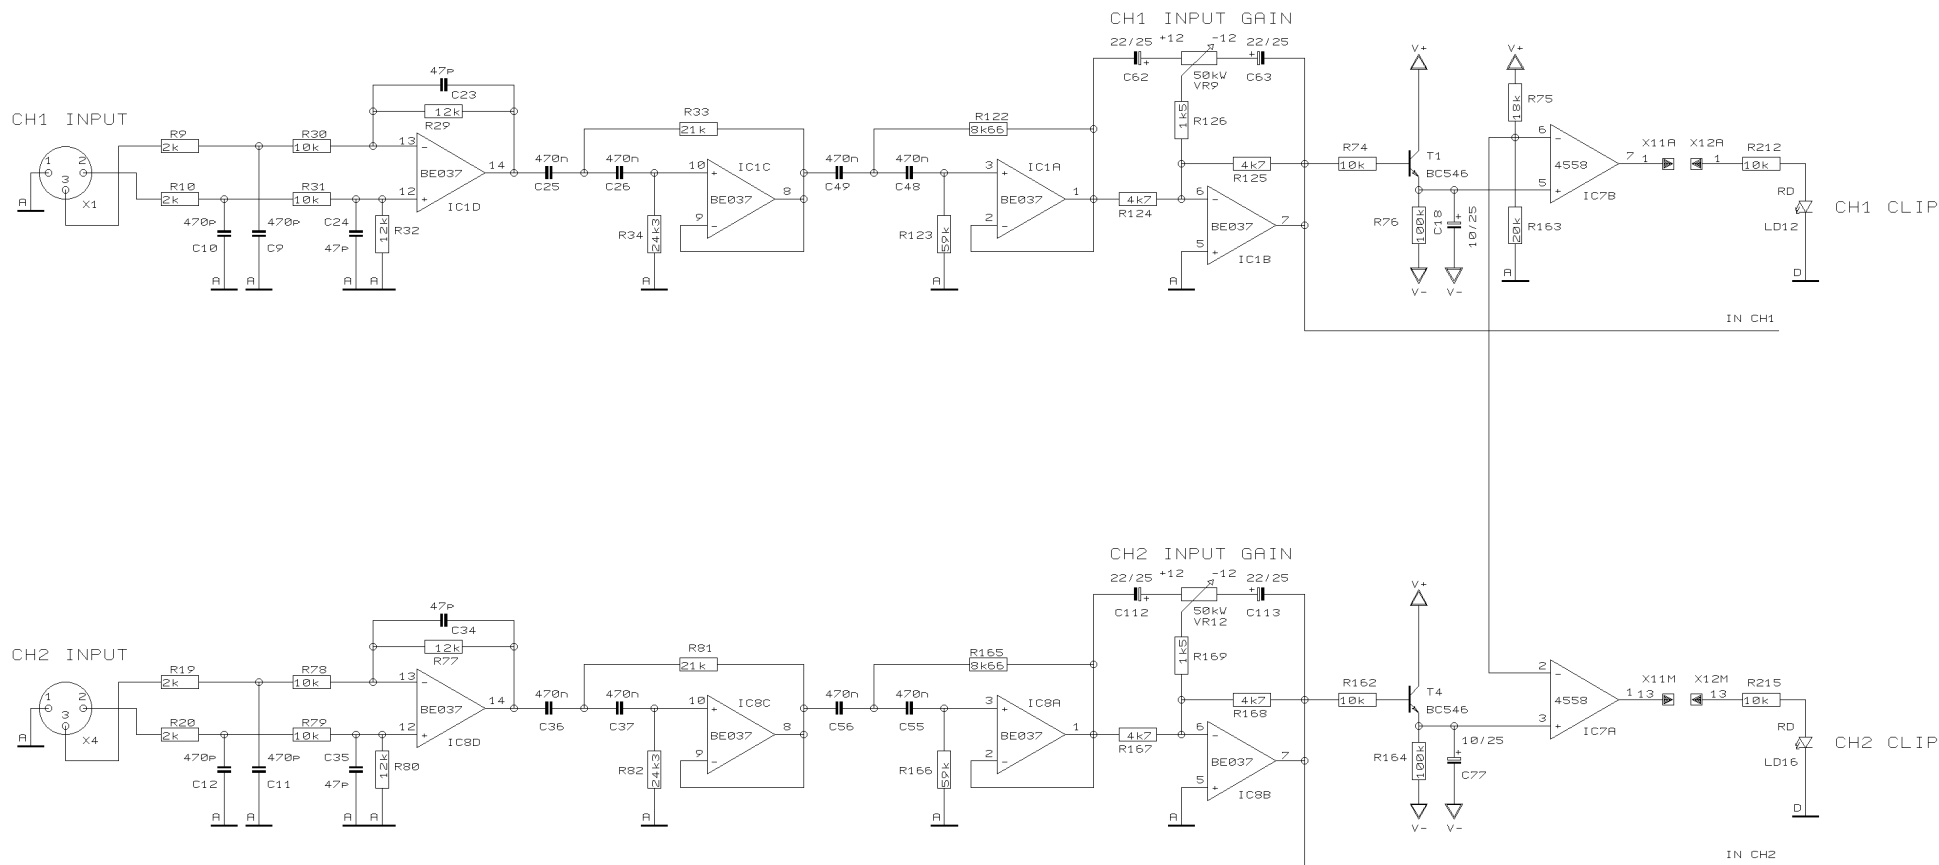 CH1 INPUT GAIN
22/25 +12 -12 22/25
C62 50kW C63
VR9
47p
C23
12k
R29
CH1 INPUT
1 2
3
X1
A
R9
2k
R10
2k
R30
10k
R31
10k
470p
C10
470p
C9
C24
47p
12k
R32
A A A A
13
12
14
BE037
IC1D
470n
C25
470n
C26
R33
21k
R34
24k3
A
10
9
8
BE037
IC1C
470n
C49
470n
C48
R122
8k66
R123
59k
A
3
2
1
BE037
IC1A
1k5
R126
4k7
R125
4k7
R124
6
5
7
BE037
IC1B
A
R74
10k
V+
T1
BC546
R76
100k
C18
10/25
V-
V-
V+
18k
R75
20k
R163
A
6
5
7
4558
IC7B
X11A
1
X12A
1
R212
10k
RD
LD12
D
CH1 CLIP
IN CH1
CH2 INPUT GAIN
22/25 +12 -12 22/25
C112 50kW C113
VR12
47p
C34
12k
R77
CH2 INPUT
1 2
3
X4
A
R19
2k
R20
2k
R78
10k
R79
10k
470p
C12
470p
C11
C35
47p
12k
R80
A A A A
13
12
14
BE037
IC8D
470n
C36
470n
C37
R81
21k
R82
24k3
A
10
9
8
BE037
IC8C
470n
C56
470n
C55
R165
8k66
R166
59k
A
3
2
1
BE037
IC8A
1k5
R169
4k7
R168
4k7
R167
6
5
7
BE037
IC8B
A
R162
10k
V+
T4
BC546
R164
100k
10/25
C77
V-
V-
2
3
1
4558
IC7A
X11M
13
X12M
13
R215
10k
RD
LD16
D
CH2 CLIP
IN CH2